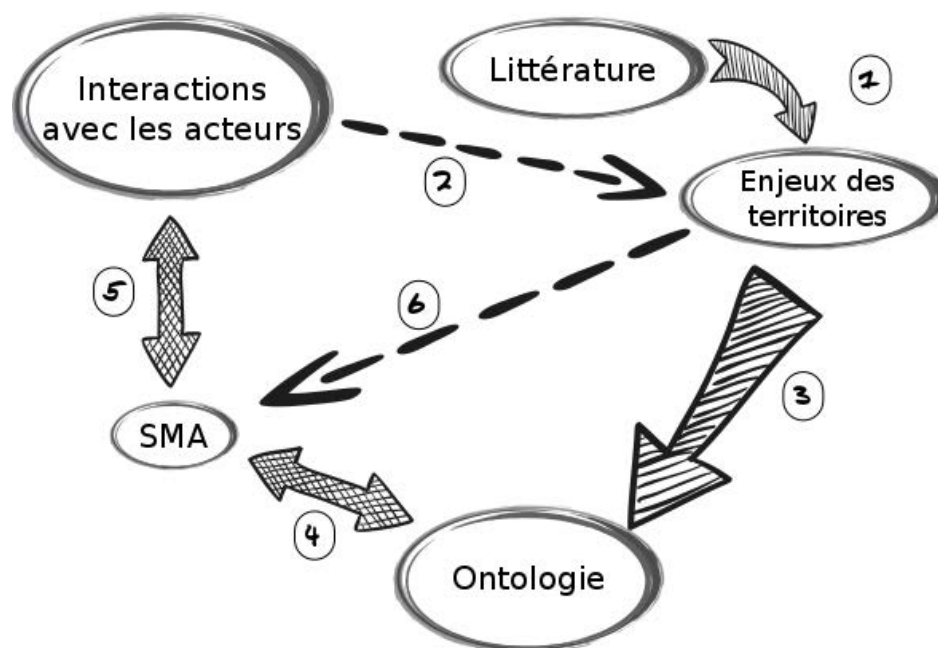 Interactions
avec les acteurs
Littérature
1
2
Enjeux des
territoires
5
6
3
SMA
4
Ontologie